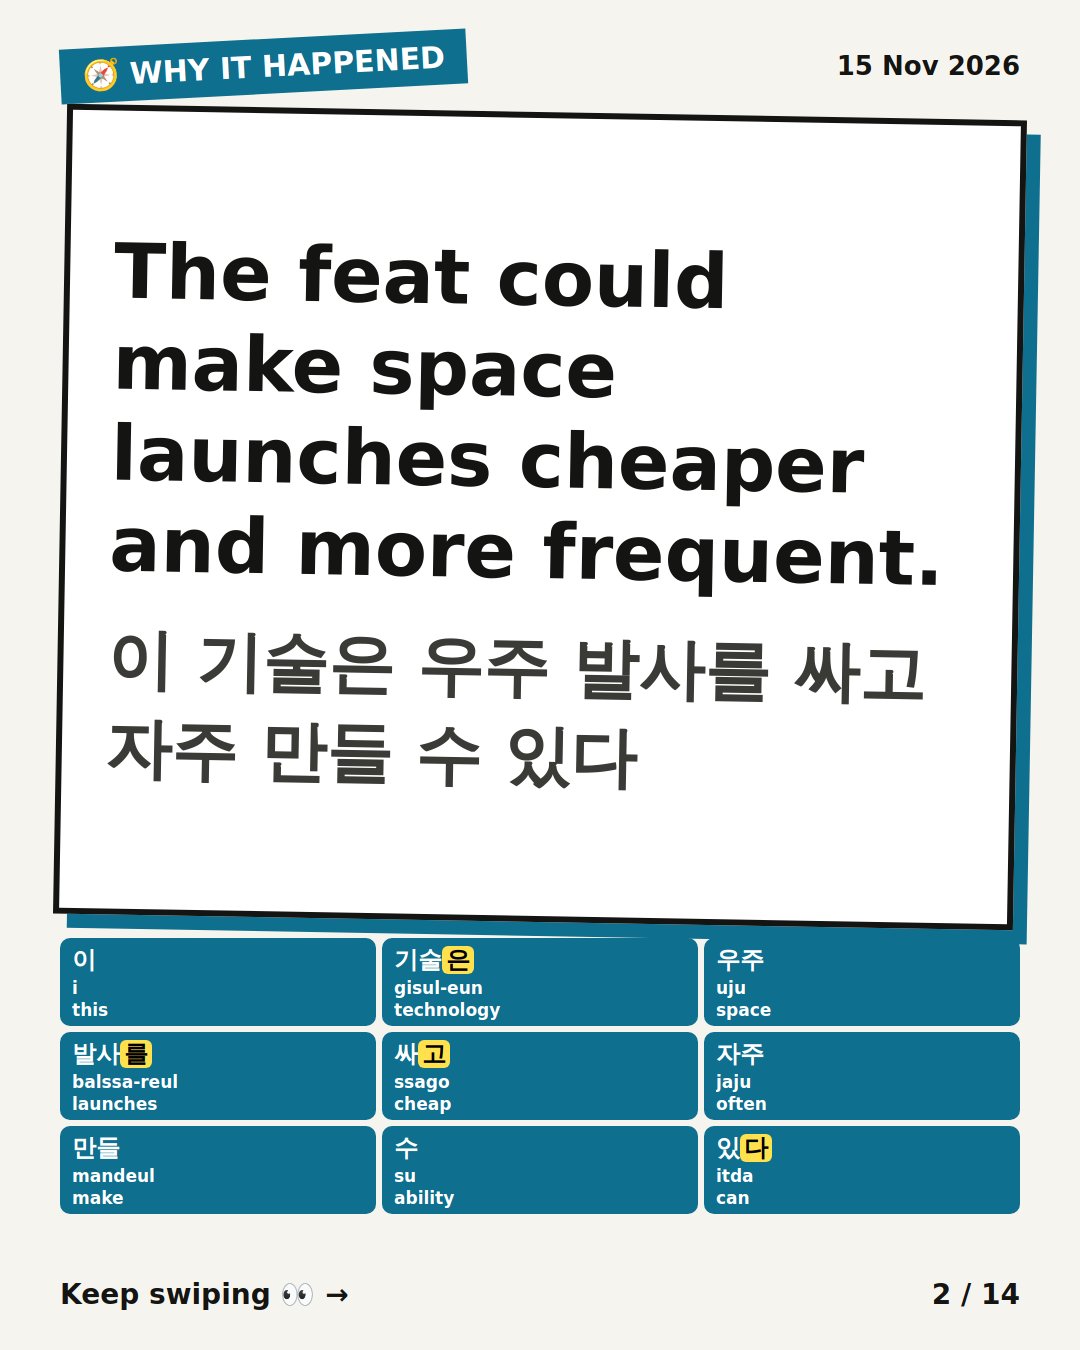 🧭 WHY IT HAPPENED
15 Nov 2026
The feat could
make space
launches cheaper
and more frequent.
이 기술은 우주 발사를 싸고
자주 만들 수 있다
이
i
this
기술은
gisul-eun
technology
우주
uju
space
발사를
balssa-reul
launches
싸고
ssago
cheap
자주
jaju
often
만들
mandeul
make
수
su
ability
있다
itda
can
Keep swiping 👀 →
2 / 14